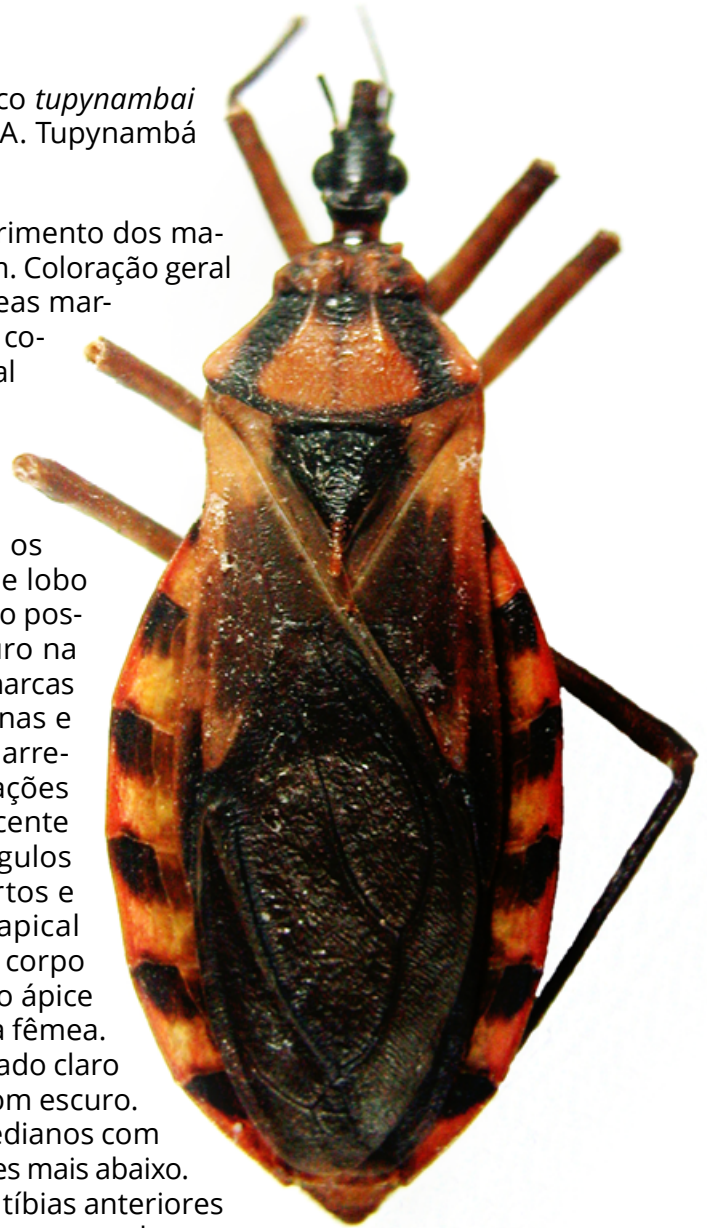 co tupynambai
A. Tupynambá
rimento dos ma-
n. Coloração geral
eas mar-
co-
al
os
e lobo
o pos-
uro na
narcas
nas e
arre-
ações
cente
gulos
rtos e
apical
corpo
o ápice
a fêmea.
ado claro
om escuro.
edianos com
es mais abaixo.
tíbias anteriores